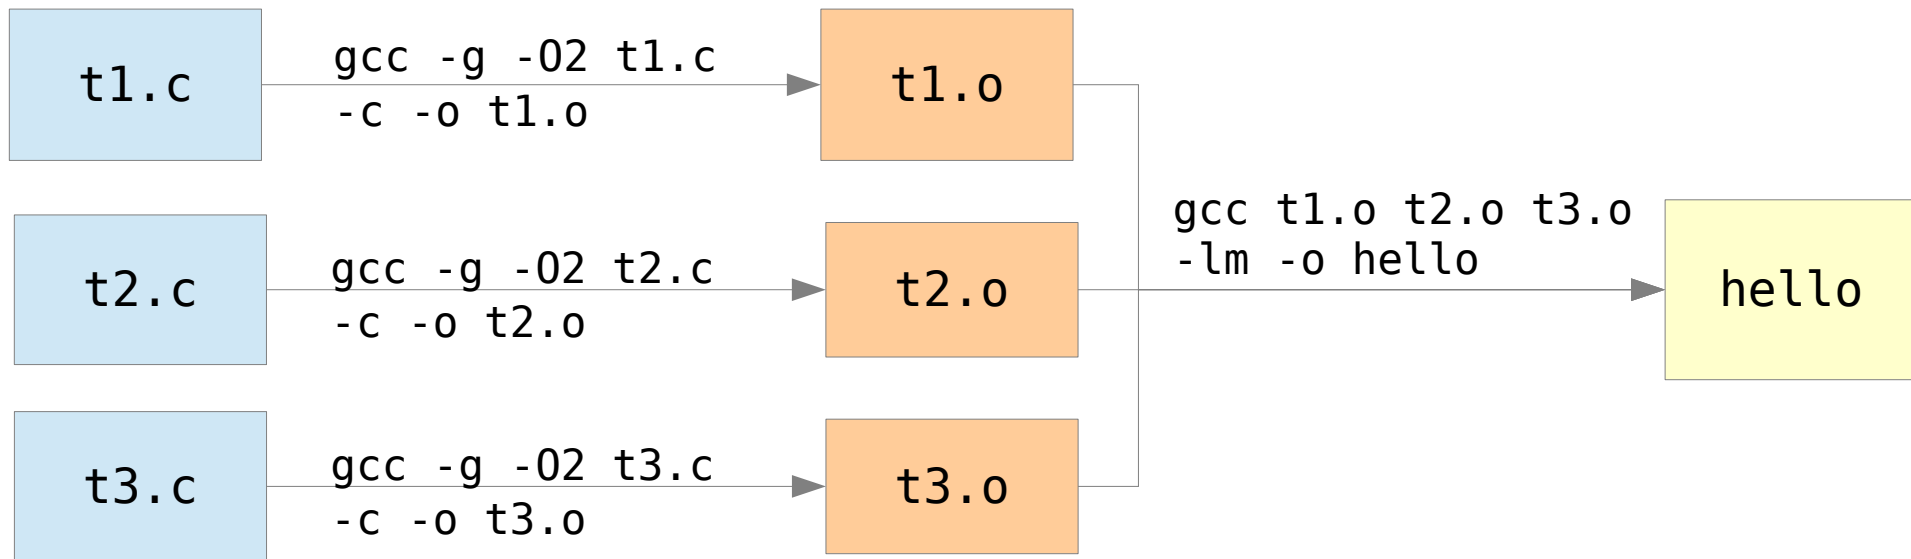 t1.c
gcc -g -O2 t1.c
-c -o t1.o
t1.o
t2.c
gcc -g -O2 t2.c
-c -o t2.o
t2.o
t3.c
gcc -g -O2 t3.c
-c -o t3.o
t3.o
gcc t1.o t2.o t3.o
-lm -o hello
hello